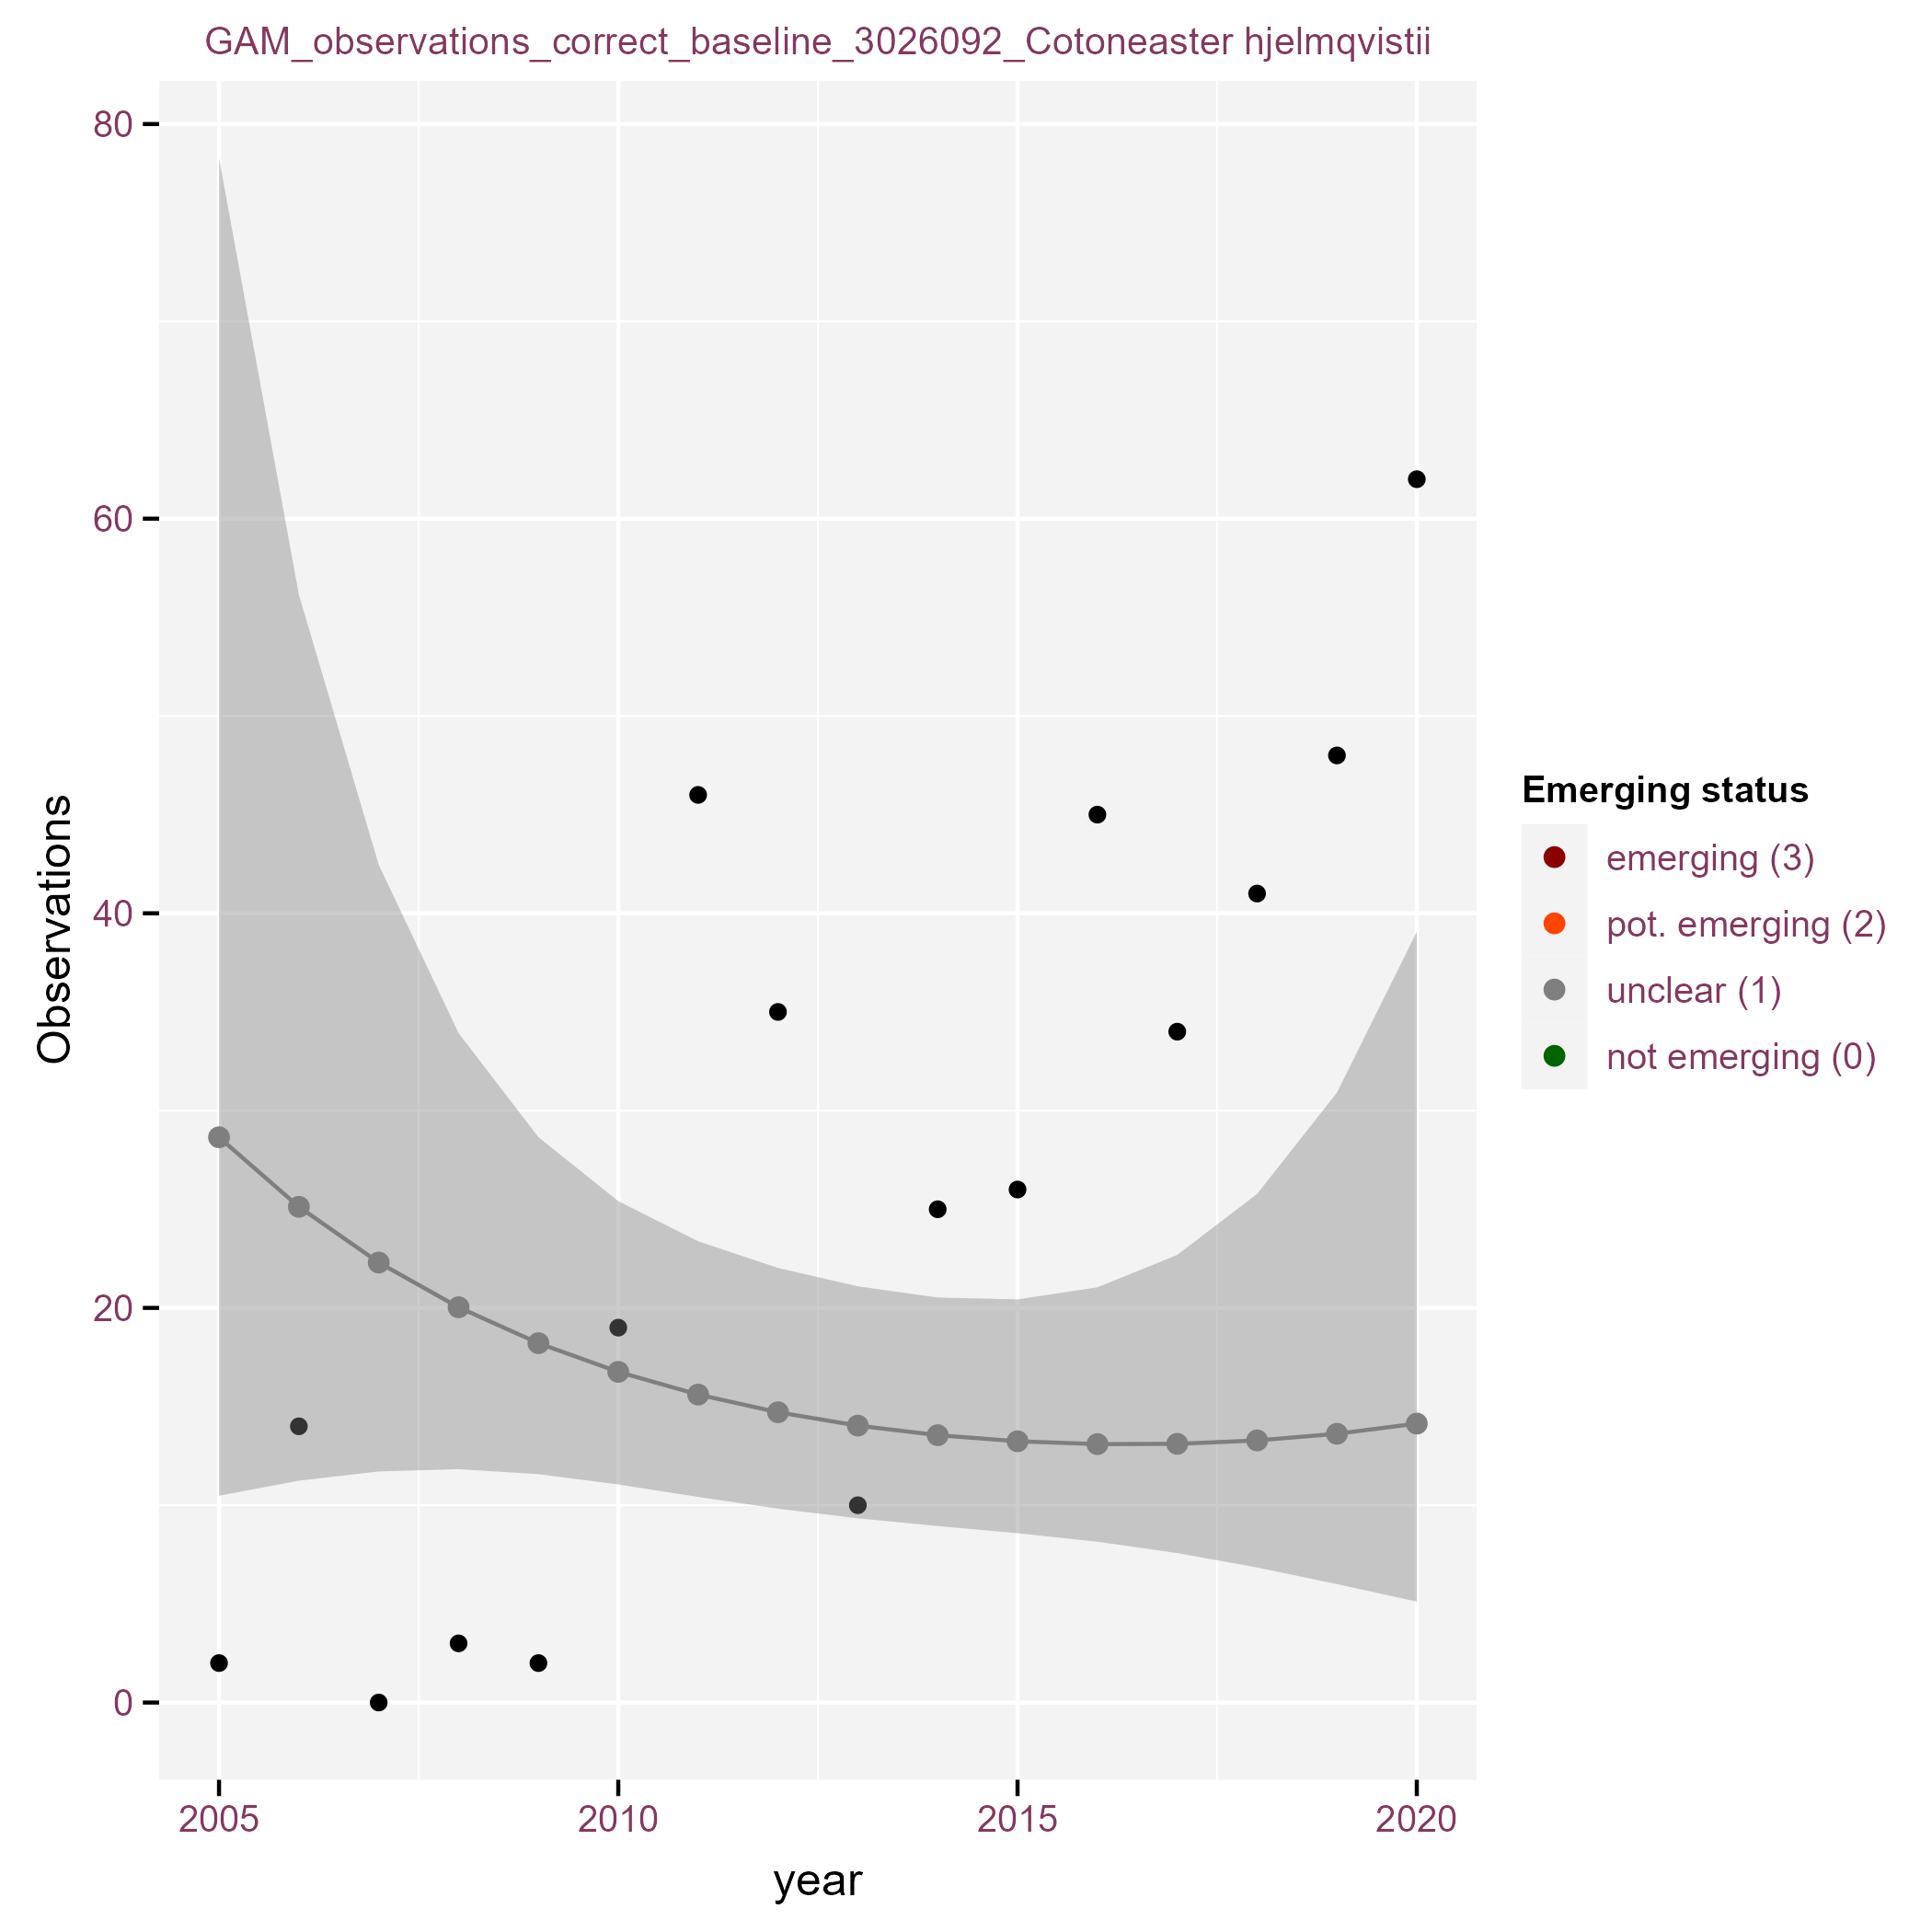 GAM_observations_correct_baseline_3026092_Cotoneaster hjelmqvistii
Observations
80
60
40
20
0
2005
2010
2015
2020
year
Emerging status
emerging (3)
pot. emerging (2)
unclear (1)
not emerging (0)